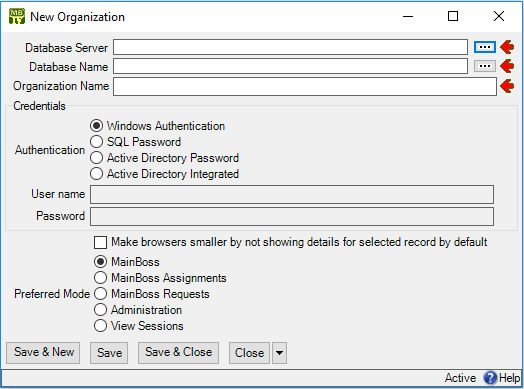 MB
New Organization
Database Server ...
Database Name ...
Organization Name
Credentials
Authentication
Windows Authentication
SQL Password
Active Directory Password
Active Directory Integrated
User name
Password
Make browsers smaller by not showing details for selected record by default
Preferred Mode
MainBoss
MainBoss Assignments
MainBoss Requests
Administration
View Sessions
Save & New Save Save & Close Close
Active ? Help